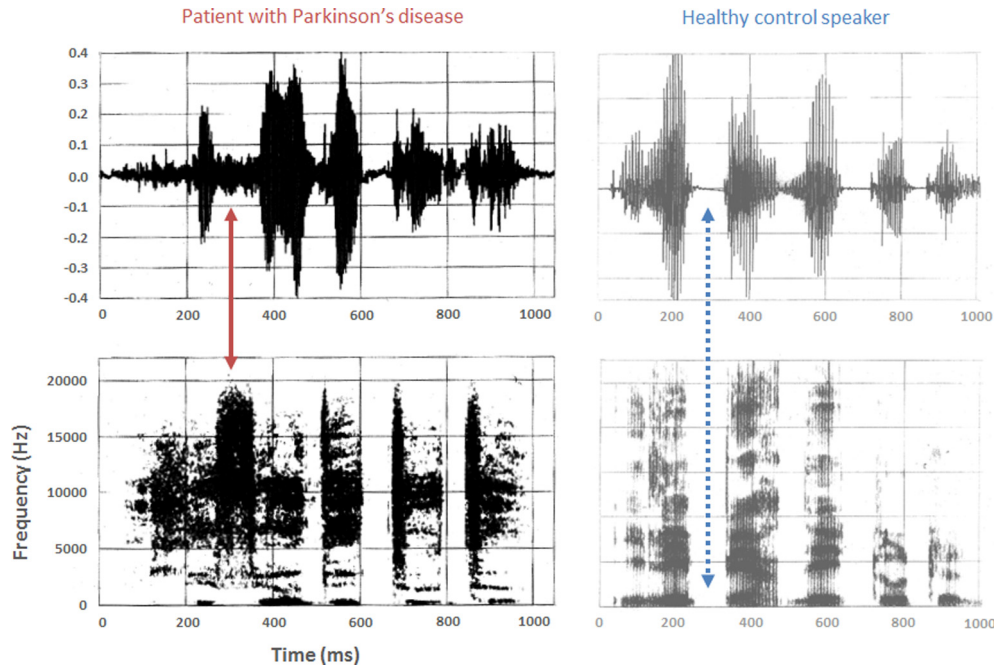 Patient with Parkinson’s disease
Healthy control speaker
0.4
0.3
0.2
0.1
0.0
-0.1
-0.2
-0.3
-0.4
0 200 400 600 800 1000
0 200 400 600 800 1000
20000
15000
10000
5000
0
Frequency (Hz)
0 200 400 600 800 1000
0 200 400 600 800 1000
Time (ms)